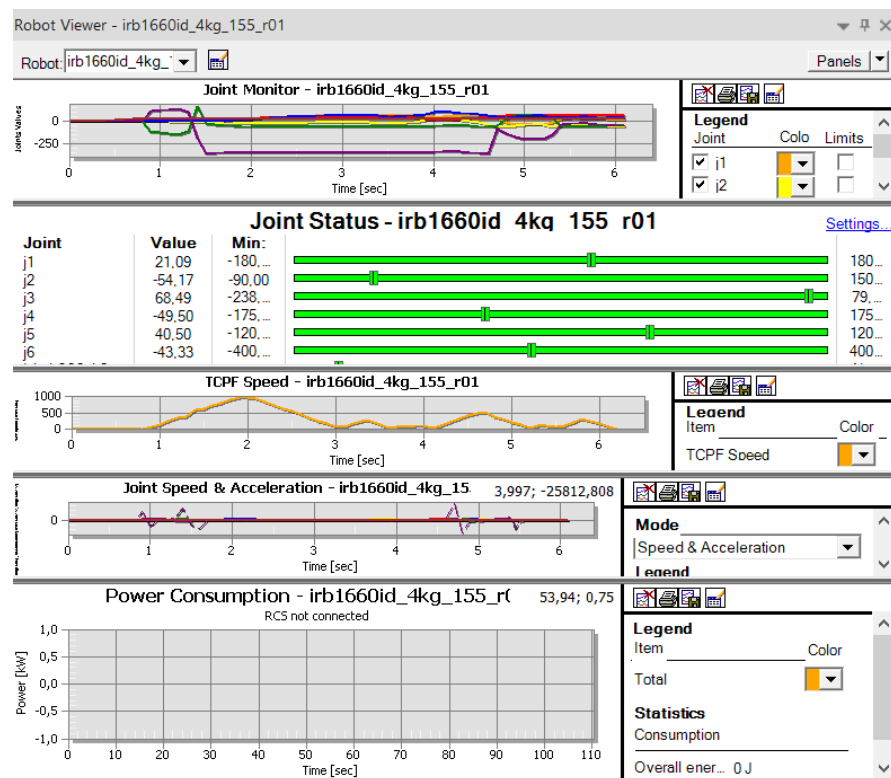 Robot Viewer - irb1660id_4kg_155_r01
Robot: irb1660id_4kg_
Panels
Joint Monitor - irb1660id_4kg_155_r01
Joints Values
0
-250
0 1 2 3 4 5 6
Time [sec]
Legend
Joint Colo Limits
j1
j2
Joint Status - irb1660id_4kg_155_r01
Settings...
Joint Value Min:
j1 21,09 -180,... 180...
j2 -54,17 -90,00 150...
j3 68,49 -238,... 79,...
j4 -49,50 -175,... 175...
j5 40,50 -120,... 120...
j6 -43,33 -400,... 400...
TCPF Speed - irb1660id_4kg_155_r01
1000
500
0
0 1 2 3 4 5 6
Time [sec]
Legend
Item Color
TCPF Speed
Joint Speed & Acceleration - irb1660id_4kg_15 3,997; -25812,808
0
0 1 2 3 4 5 6
Time [sec]
Mode
Speed & Acceleration
Legend
Power Consumption - irb1660id_4kg_155_r 53,94; 0,75
RCS not connected
Power [kW]
1,0
0,5
0,0
-0,5
-1,0
0 10 20 30 40 50 60 70 80 90 100 110
Time [sec]
Legend
Item Color
Total
Statistics
Consumption
Overall ener... 0 J